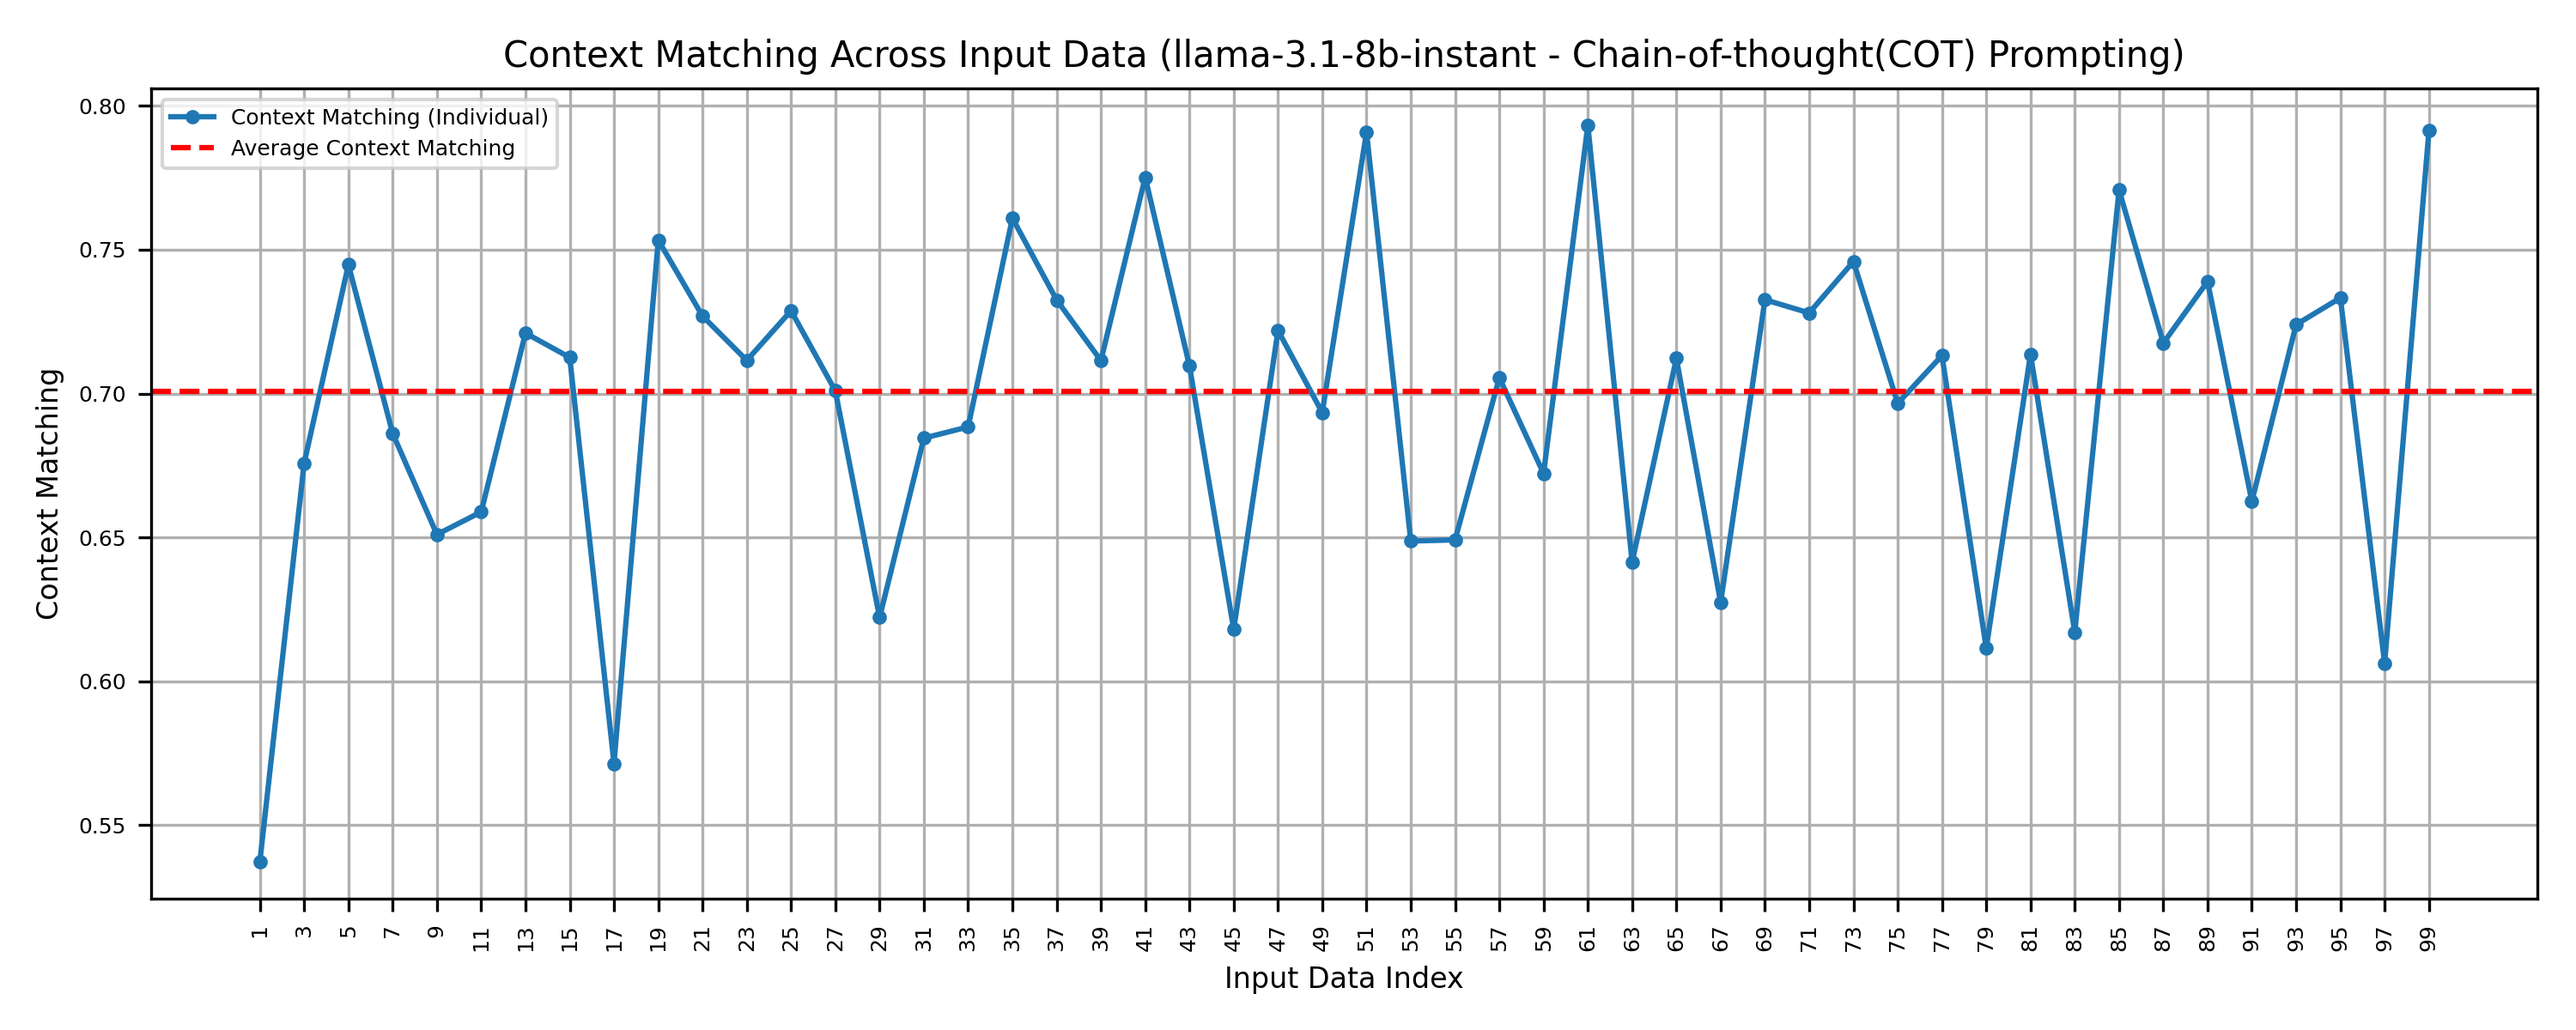 Context Matching Across Input Data (llama-3.1-8b-instant - Chain-of-thought(COT) Prompting)
Context Matching (Individual)
Average Context Matching
Context Matching
0.80
0.75
0.70
0.65
0.60
0.55
1 3 5 7 9 11 13 15 17 19 21 23 25 27 29 31 33 35 37 39 41 43 45 47 49 51 53 55 57 59 61 63 65 67 69 71 73 75 77 79 81 83 85 87 89 91 93 95 97 99
Input Data Index